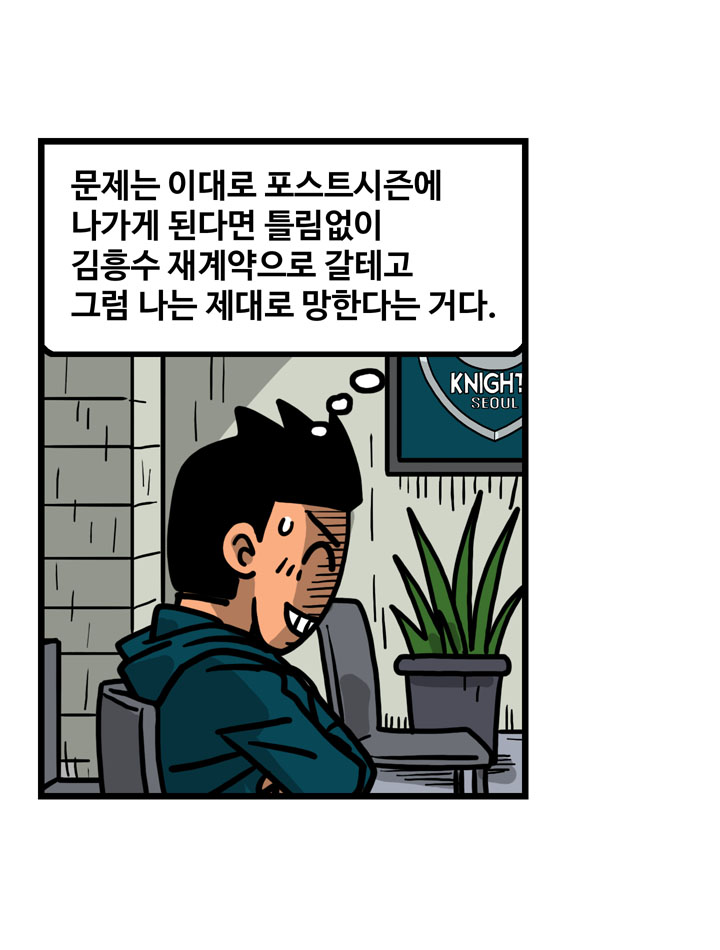 문제는 이대로 포스트시즌에
나가게 된다면 틀림없이
김흥수 재계약으로 갈테고
그럼 나는 제대로 망한다는 거다.
KNIGHT
SEOUL